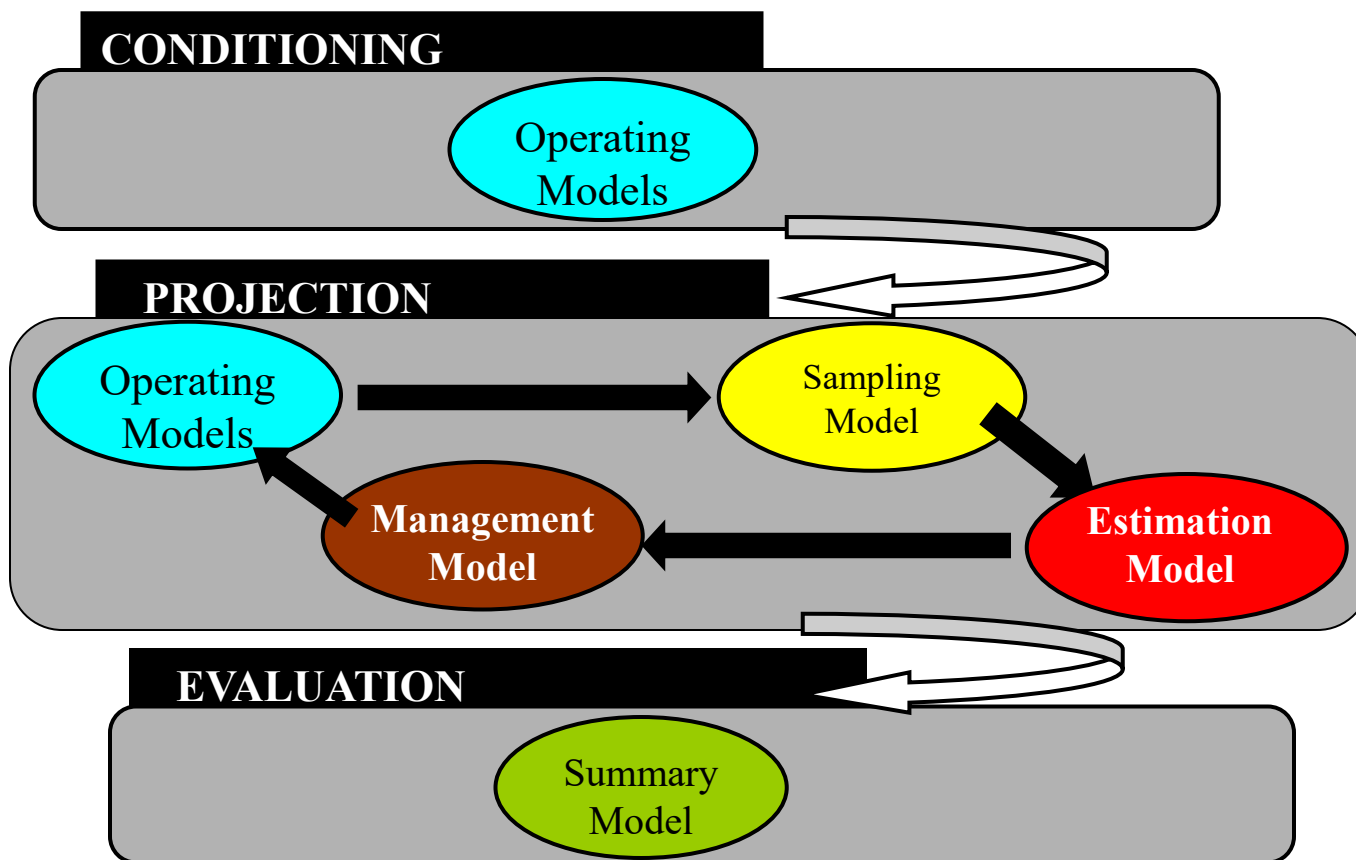 CONDITIONING
Operating
Models
PROJECTION
Operating
Models
Sampling
Model
Management
Model
Estimation
Model
EVALUATION
Summary
Model